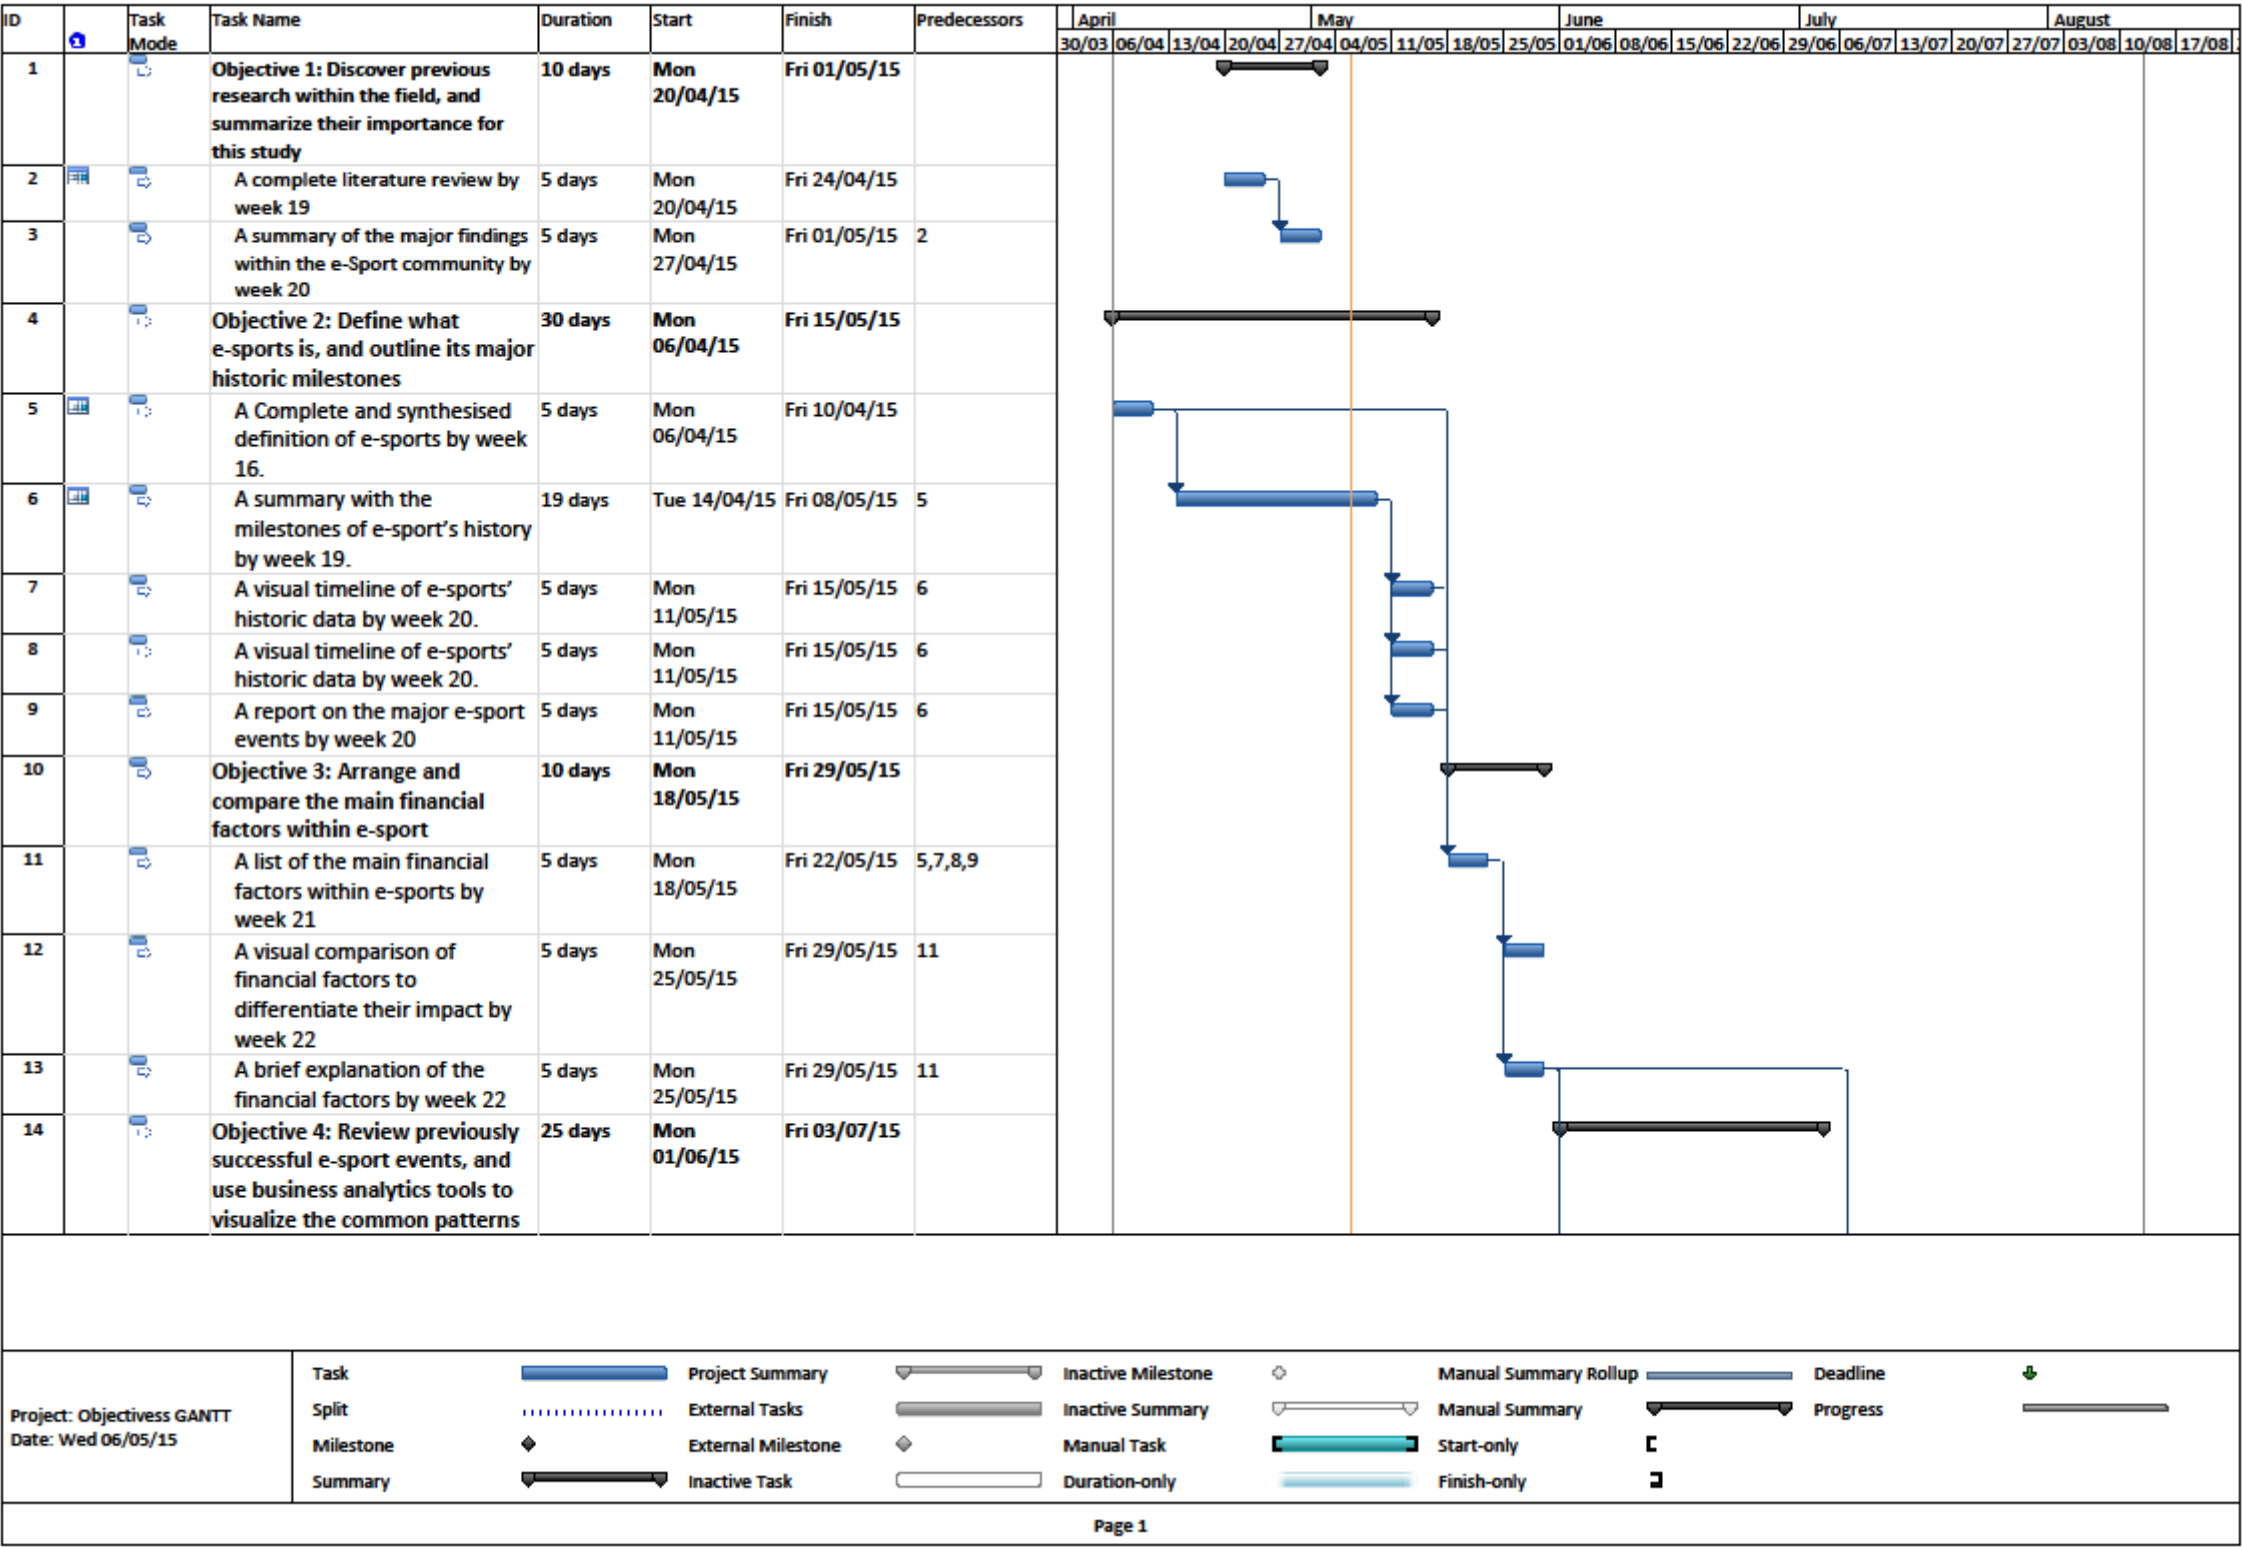 ID Task Mode Task Name Duration Start Finish Predecessors
April May June July August
30/03 06/04 13/04 20/04 27/04 04/05 11/05 18/05 25/05 01/06 08/06 15/06 22/06 29/06 06/07 13/07 20/07 27/07 03/08 10/08 17/08
1 Objective 1: Discover previous 10 days Mon Fri 01/05/15
research within the field, and 20/04/15
summarize their importance for
this study
2 A complete literature review by 5 days Mon Fri 24/04/15
week 19 20/04/15
3 A summary of the major findings 5 days Mon Fri 01/05/15 2
within the e-Sport community by 27/04/15
week 20
4 Objective 2: Define what 30 days Mon Fri 15/05/15
e-sports is, and outline its major 06/04/15
historic milestones
5 A Complete and synthesised 5 days Mon Fri 10/04/15
definition of e-sports by week 06/04/15
16.
6 A summary with the 19 days Tue 14/04/15 Fri 08/05/15 5
milestones of e-sport's history
by week 19.
7 A visual timeline of e-sports' 5 days Mon Fri 15/05/15 6
historic data by week 20. 11/05/15
8 A visual timeline of e-sports' 5 days Mon Fri 15/05/15 6
historic data by week 20. 11/05/15
9 A report on the major e-sport 5 days Mon Fri 15/05/15 6
events by week 20 11/05/15
10 Objective 3: Arrange and 10 days Mon Fri 29/05/15
compare the main financial 18/05/15
factors within e-sport
11 A list of the main financial 5 days Mon Fri 22/05/15 5,7,8,9
factors within e-sports by 18/05/15
week 21
12 A visual comparison of 5 days Mon Fri 29/05/15 11
financial factors to 25/05/15
differentiate their impact by
week 22
13 A brief explanation of the 5 days Mon Fri 29/05/15 11
financial factors by week 22 25/05/15
14 Objective 4: Review previously 25 days Mon Fri 03/07/15
successful e-sport events, and 01/06/15
use business analytics tools to
visualize the common patterns
Project: Objectivess GANTT
Date: Wed 06/05/15
Task Project Summary Inactive Milestone Manual Summary Rollup Deadline
Split External Tasks Inactive Summary Manual Summary Progress
Milestone External Milestone Manual Task Start-only
Summary Inactive Task Duration-only Finish-only
Page 1